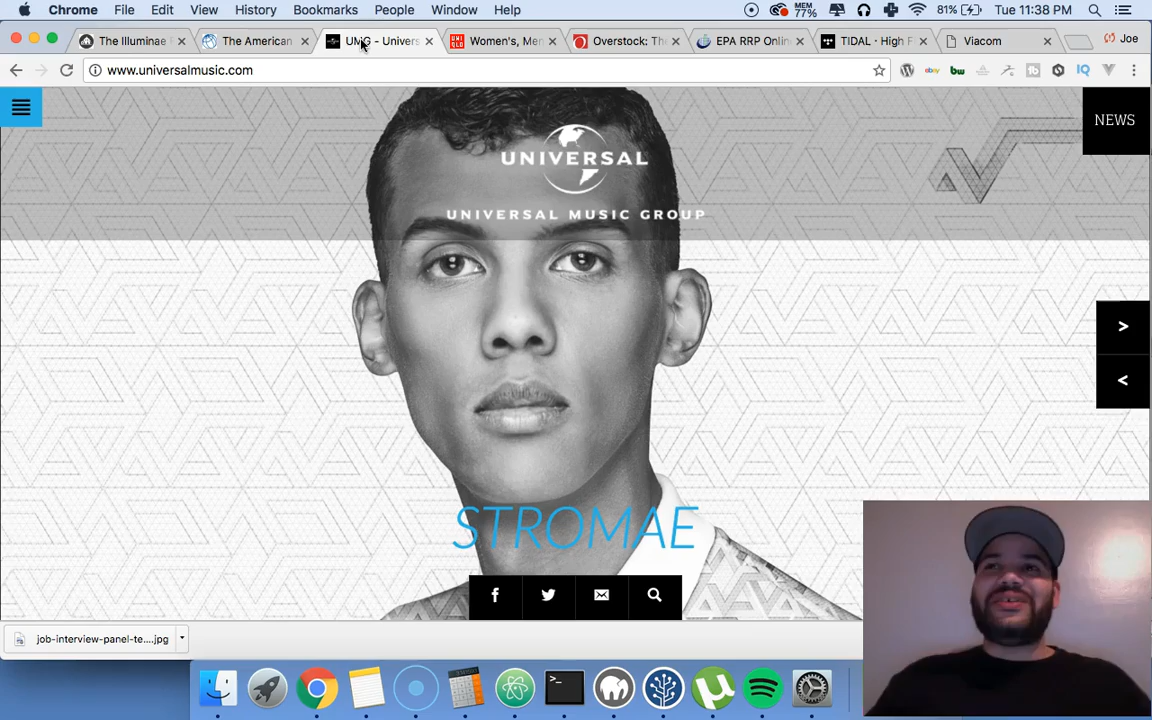 Chrome File Edit View History Bookmarks People Window Help MEM 77% 81% Tue 11:38 PM
The Illuminae F The American UMG - Univers Women's, Men Overstock: The EPA RRP Onlin TIDAL · High F Viacom Joe
www.universalmusic.com
NEWS
UNIVERSAL
UNIVERSAL MUSIC GROUP
STROMAE
job-interview-panel-te....jpg